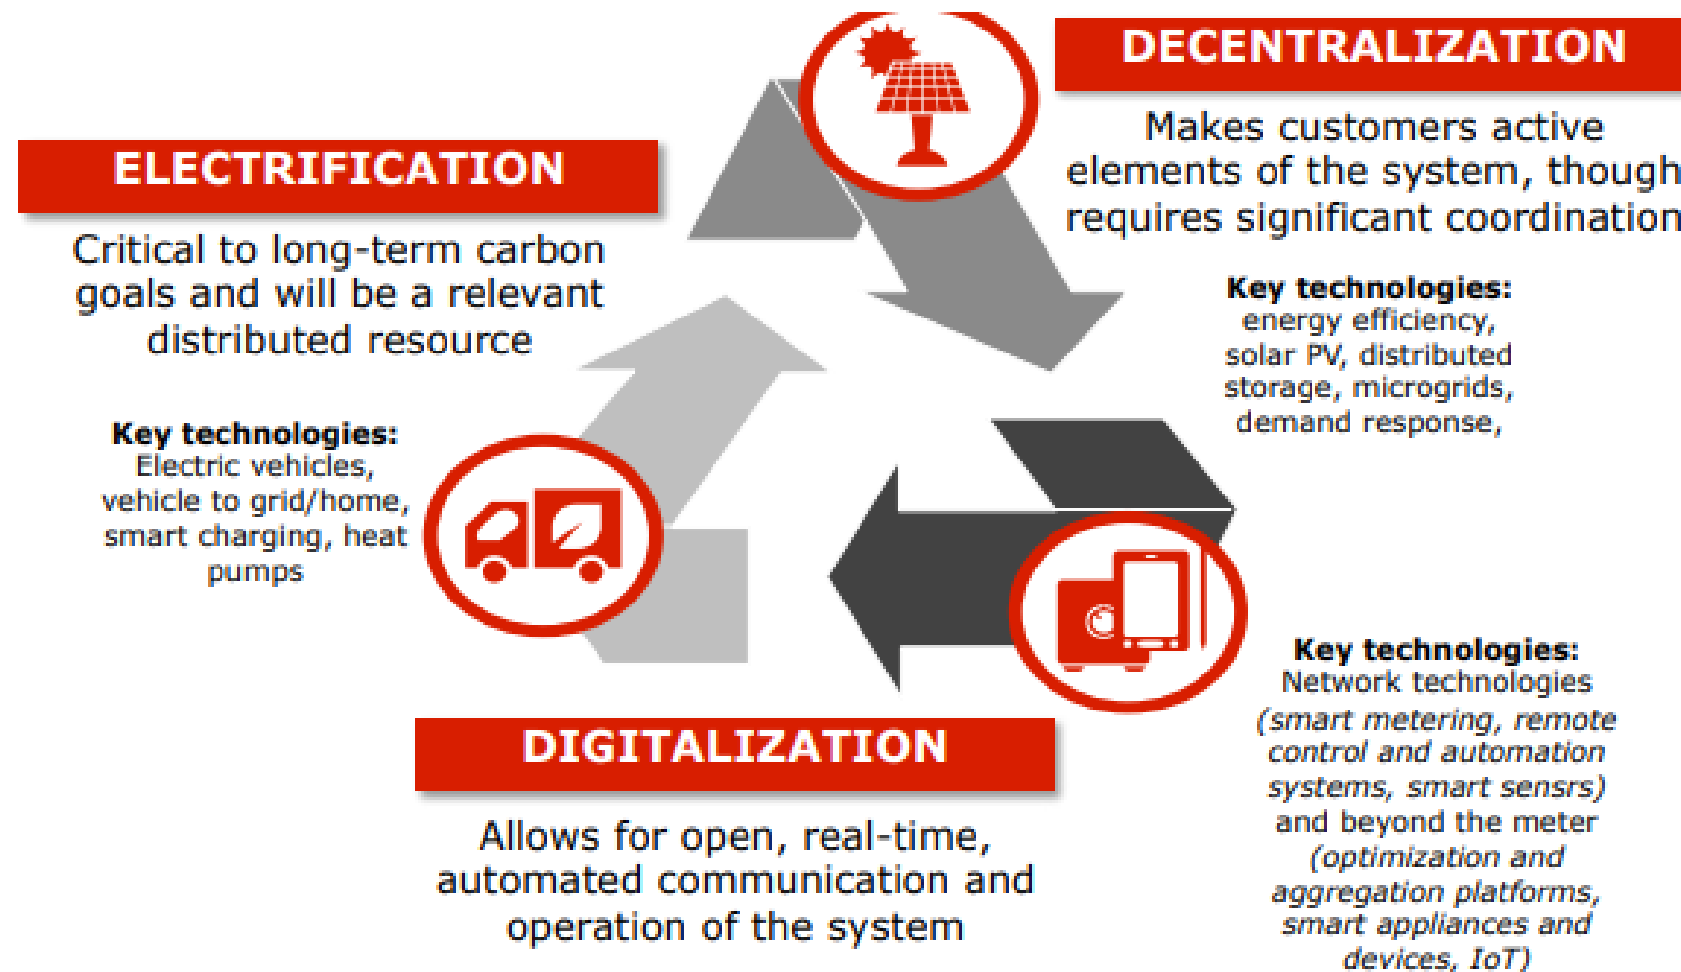 ELECTRIFICATION
Critical to long-term carbon
goals and will be a relevant
distributed resource
Key technologies:
Electric vehicles,
vehicle to grid/home,
smart charging, heat
pumps
DECENTRALIZATION
Makes customers active
elements of the system, though
requires significant coordination
Key technologies:
energy efficiency,
solar PV, distributed
storage, microgrids,
demand response,
DIGITALIZATION
Allows for open, real-time,
automated communication and
operation of the system
Key technologies:
Network technologies
(smart metering, remote
control and automation
systems, smart sensrs)
and beyond the meter
(optimization and
aggregation platforms,
smart appliances and
devices, IoT)